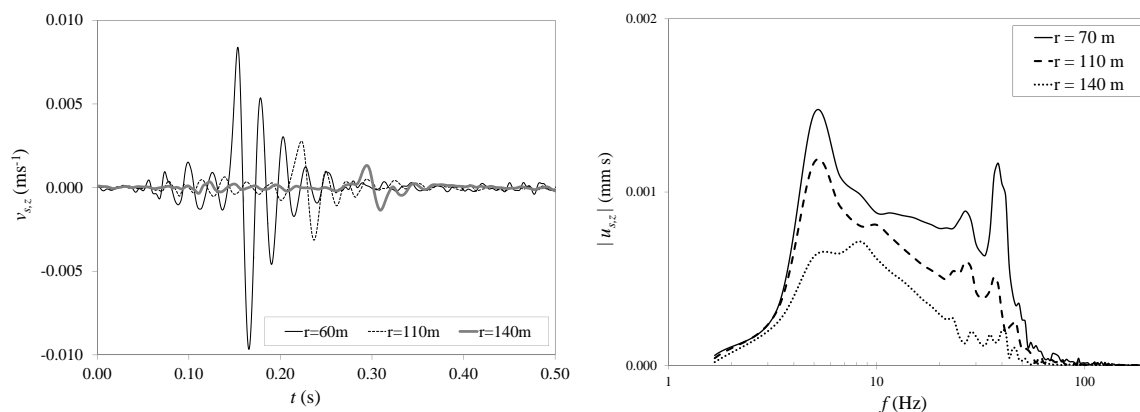 0.010
0.005
0.000
-0.005
-0.010
v s,z (ms-1)
r=60m r=110m r=140m
0.00 0.10 0.20 0.30 0.40 0.50
t (s)
0.002
0.001
0.000
| u s,z | (mm s)
r = 70 m
r = 110 m
r = 140 m
1 10 100
f (Hz)